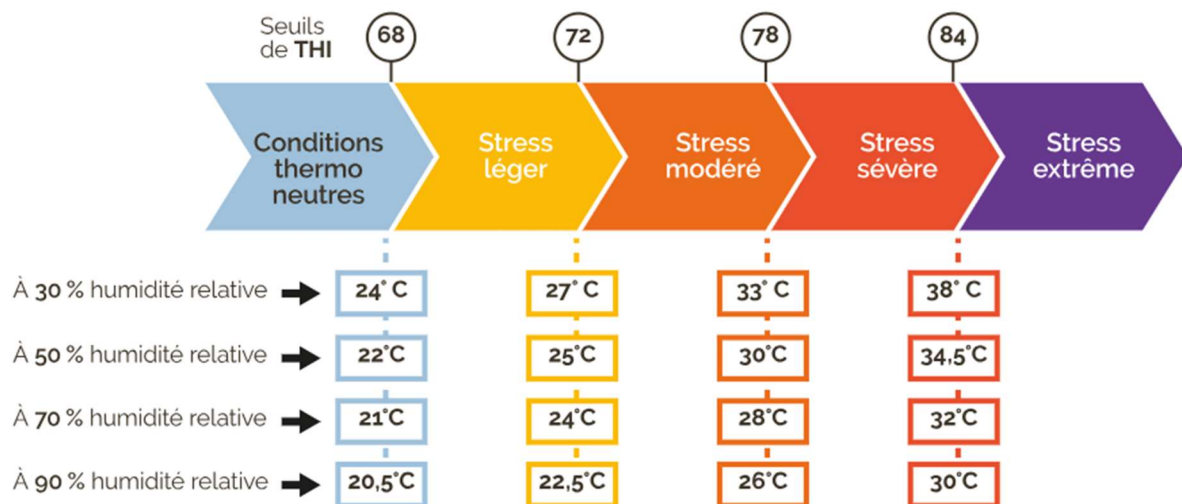 Seuils
de THI
68
72
78
84
Conditions
thermo
neutres
Stress
léger
Stress
modéré
Stress
sévère
Stress
extrême
À 30 % humidité relative
24° C
27° C
33° C
38° C
À 50 % humidité relative
22°C
25°C
30°C
34,5°C
À 70 % humidité relative
21°C
24°C
28°C
32°C
À 90 % humidité relative
20,5°C
22,5°C
26°C
30°C